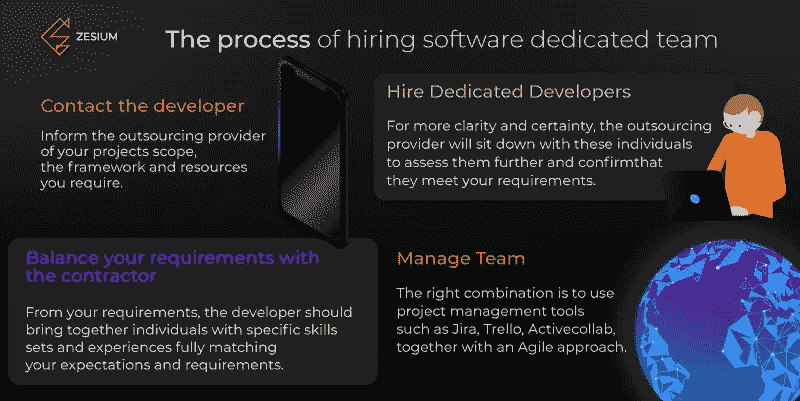 ZESIUM
The process of hiring software dedicated team
Contact the developer
Inform the outsourcing provider
of your projects scope,
the framework and resources
you require.
Hire Dedicated Developers
For more clarity and certainty, the outsourcing
provider will sit down with these individuals
to assess them further and confirmthat
they meet your requirements.
Balance your requirements with
the contractor
From your requirements, the developer should
bring together individuals with specific skills
sets and experiences fully matching
your expectations and requirements.
Manage Team
The right combination is to use
project management tools
such as Jira, Trello, Activecollab,
together with an Agile approach.